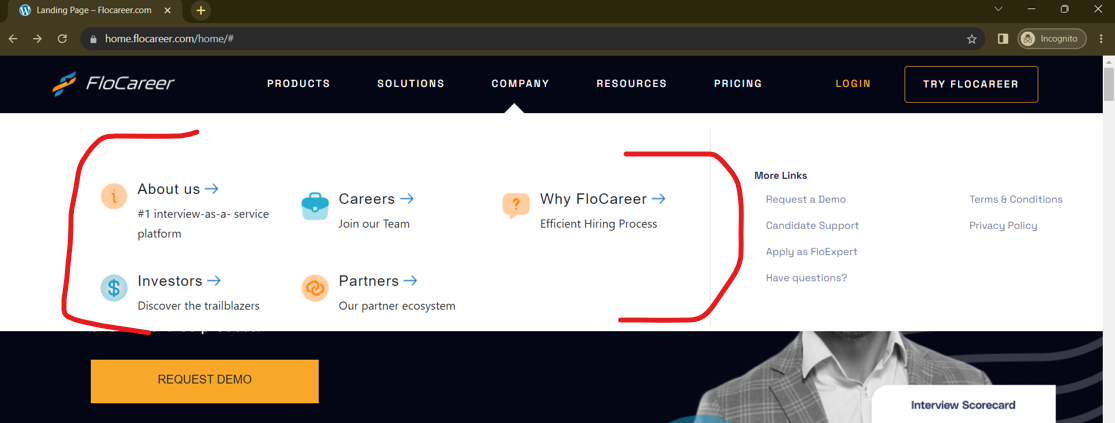 Landing Page – Flocareer.com
home.flocareer.com/home/#
Incognito
FloCareer
PRODUCTS
SOLUTIONS
COMPANY
RESOURCES
PRICING
LOGIN
TRY FLOCAREER
About us →
#1 interview-as-a- service
platform
Careers →
Join our Team
Why FloCareer →
Efficient Hiring Process
Investors →
Discover the trailblazers
Partners →
Our partner ecosystem
More Links
Request a Demo
Terms & Conditions
Candidate Support
Privacy Policy
Apply as FloExpert
Have questions?
REQUEST DEMO
Interview Scorecard